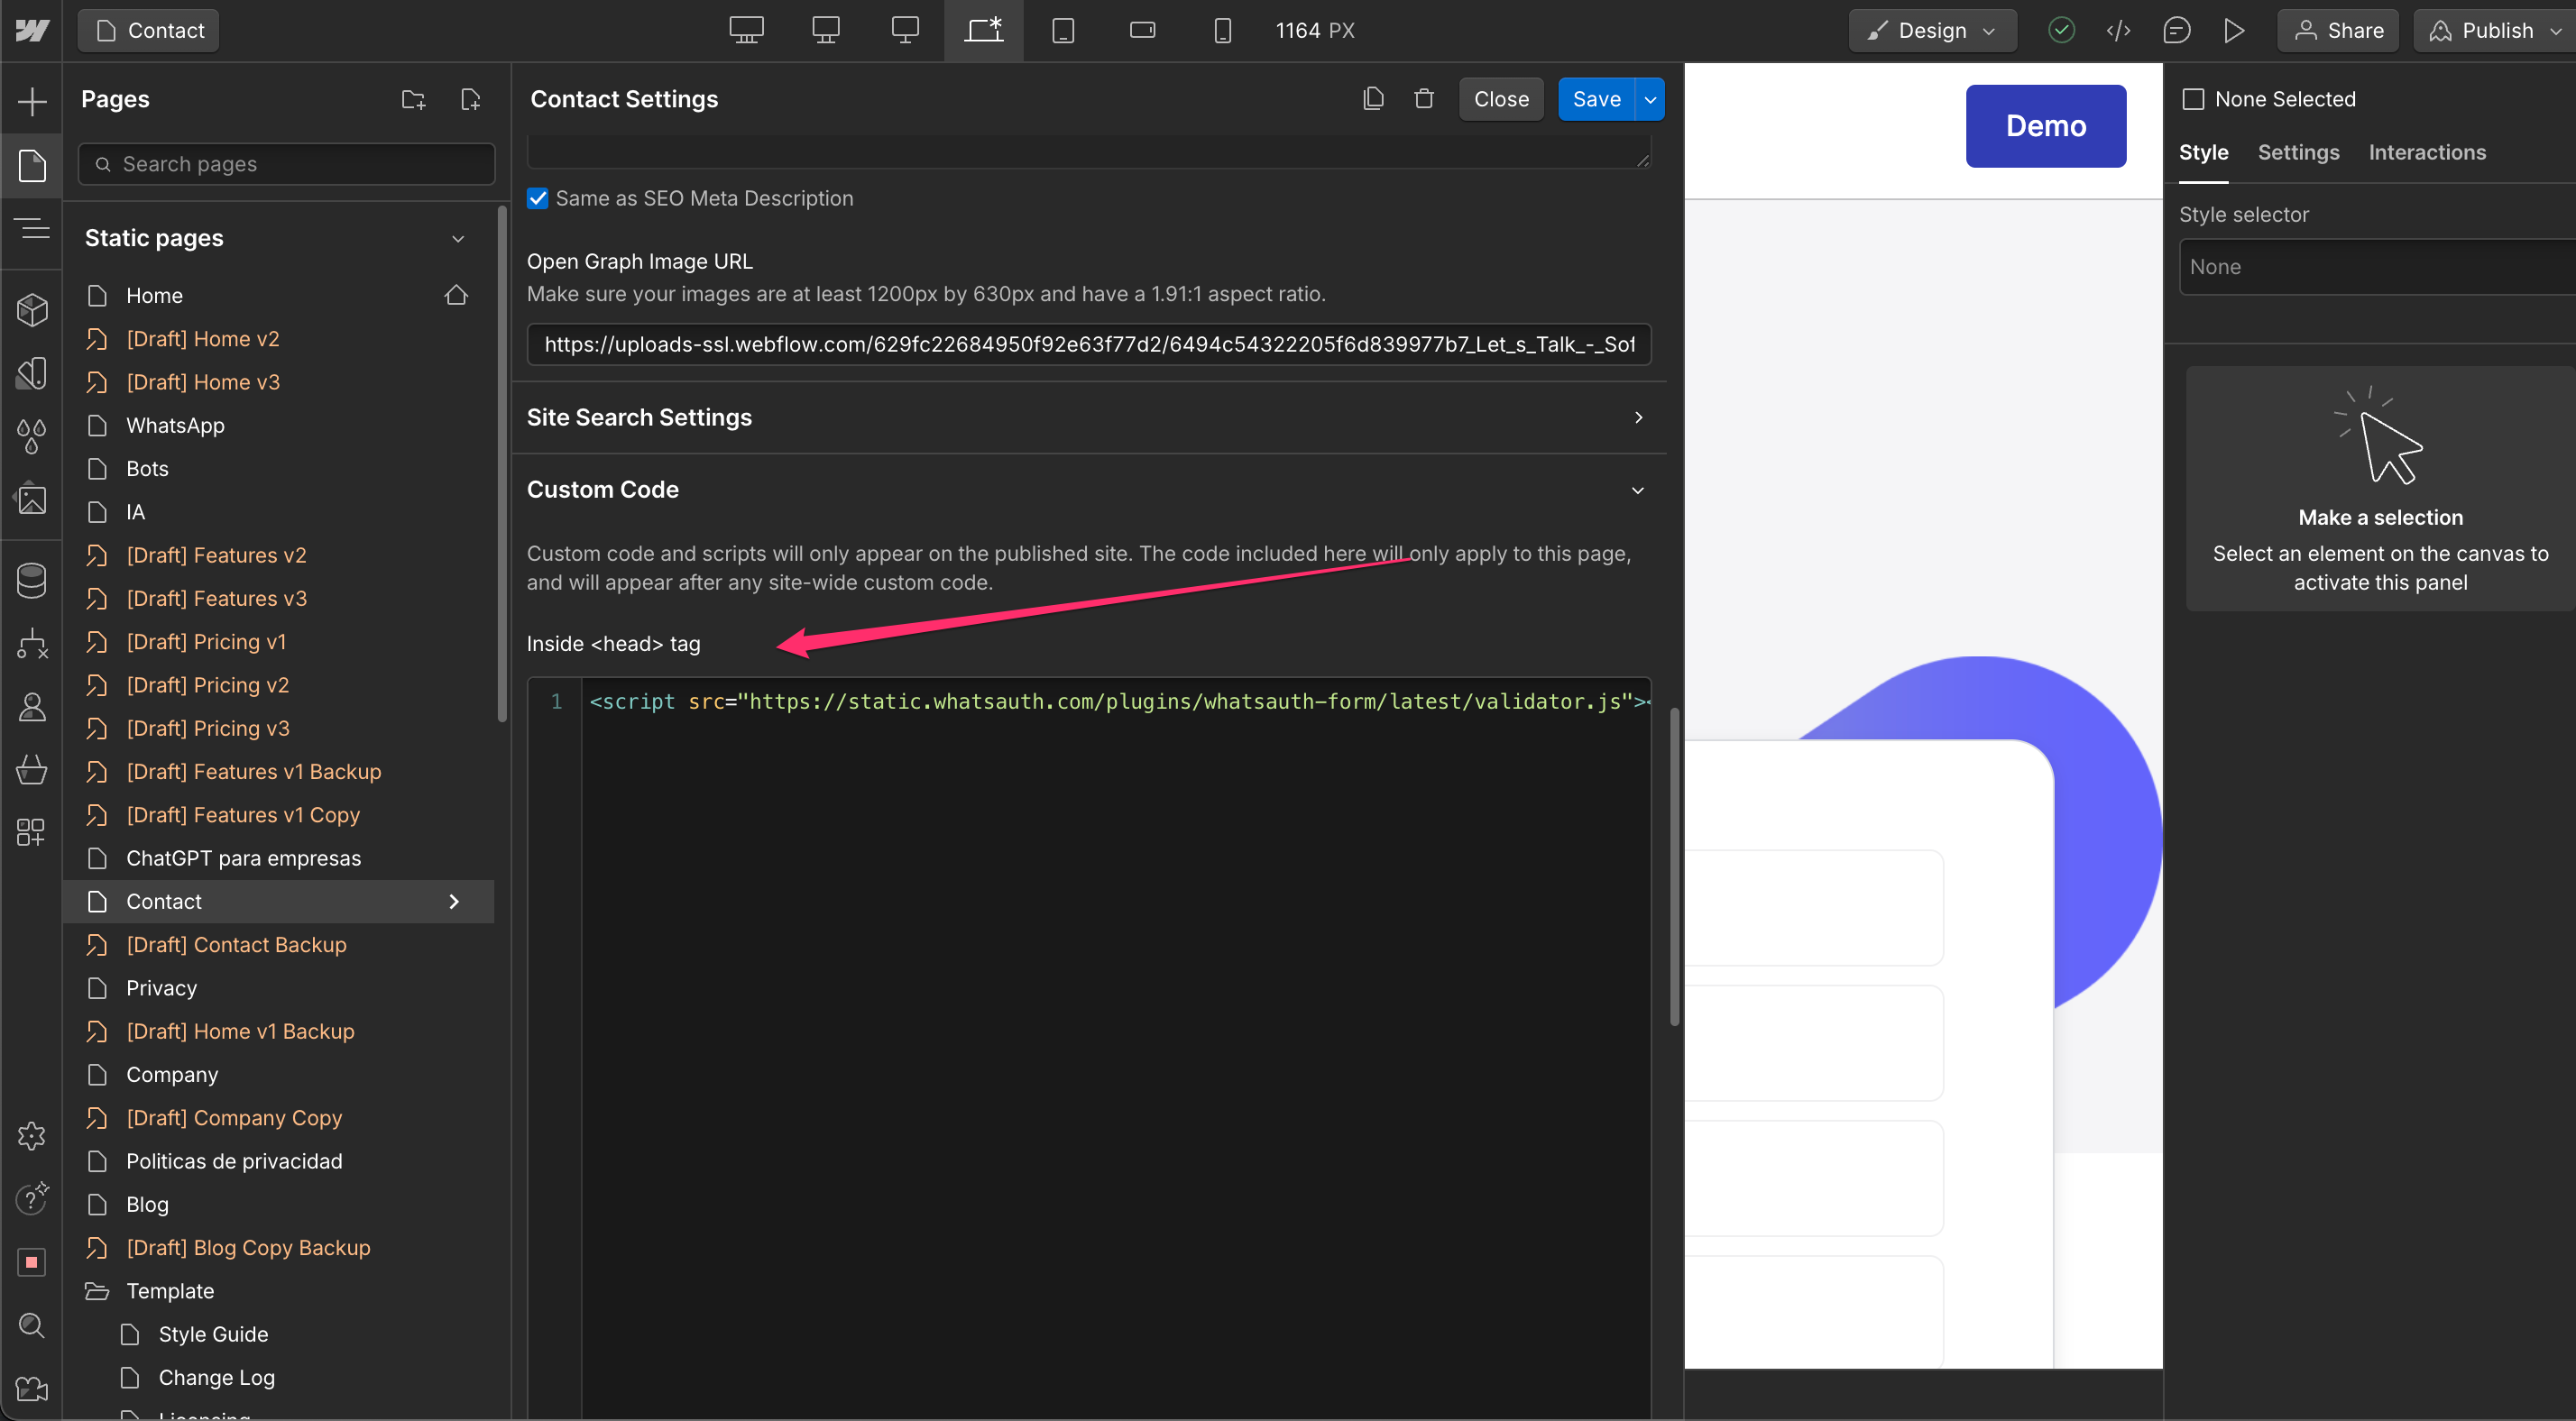 Contact
1164 PX
Design
Share
Publish
Pages
Search pages
Static pages
Home
[Draft] Home v2
[Draft] Home v3
WhatsApp
Bots
IA
[Draft] Features v2
[Draft] Features v3
[Draft] Pricing v1
[Draft] Pricing v2
[Draft] Pricing v3
[Draft] Features v1 Backup
[Draft] Features v1 Copy
ChatGPT para empresas
Contact
[Draft] Contact Backup
Privacy
[Draft] Home v1 Backup
Company
[Draft] Company Copy
Politicas de privacidad
Blog
[Draft] Blog Copy Backup
Template
Style Guide
Change Log
Licensing
Contact Settings
Close
Save
Same as SEO Meta Description
Open Graph Image URL
Make sure your images are at least 1200px by 630px and have a 1.91:1 aspect ratio.
https://uploads-ssl.webflow.com/629fc22684950f92e63f77d2/6494c54322205f6d839977b7_Let_s_Talk_-_Sof
Site Search Settings
Custom Code
Custom code and scripts will only appear on the published site. The code included here will only apply to this page,
and will appear after any site-wide custom code.
Inside <head> tag
1 <script src="https://static.whatsauth.com/plugins/whatsauth-form/latest/validator.js"><
Demo
None Selected
Style Settings Interactions
Style selector
None
Make a selection
Select an element on the canvas to
activate this panel